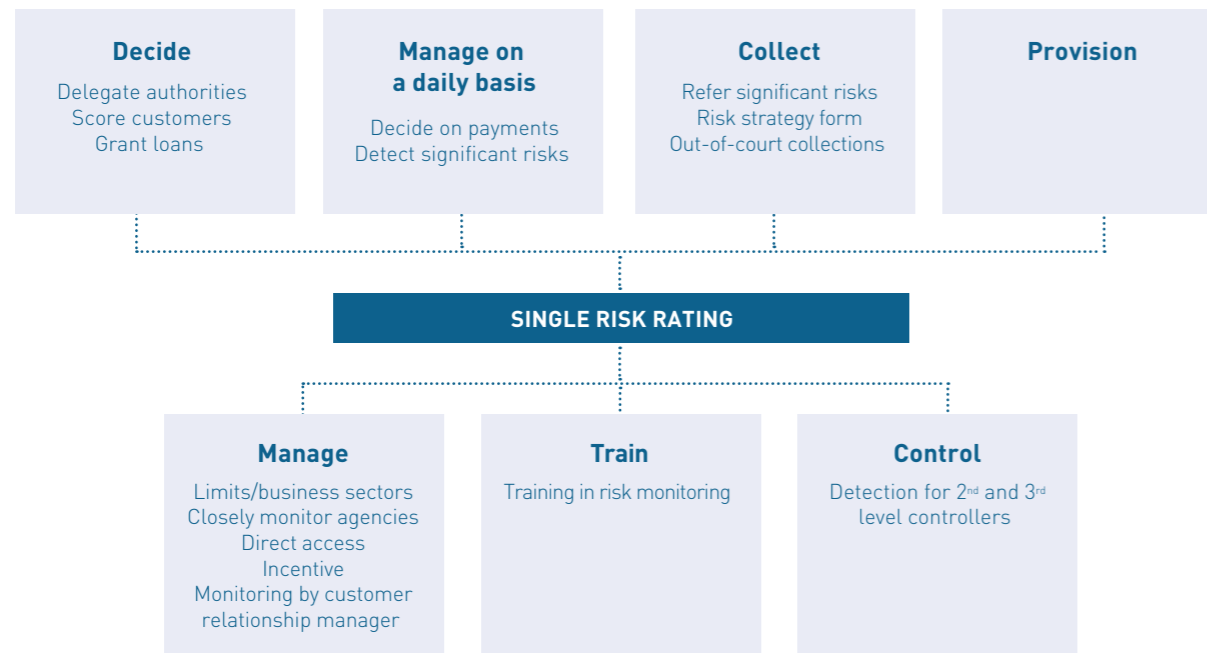 Decide
Delegate authorities
Score customers
Grant loans
Manage on
a daily basis
Decide on payments
Detect significant risks
Collect
Refer significant risks
Risk strategy form
Out-of-court collections
Provision
SINGLE RISK RATING
Manage
Limits/business sectors
Closely monitor agencies
Direct access
Incentive
Monitoring by customer
relationship manager
Train
Training in risk monitoring
Control
Detection for 2nd and 3rd
level controllers